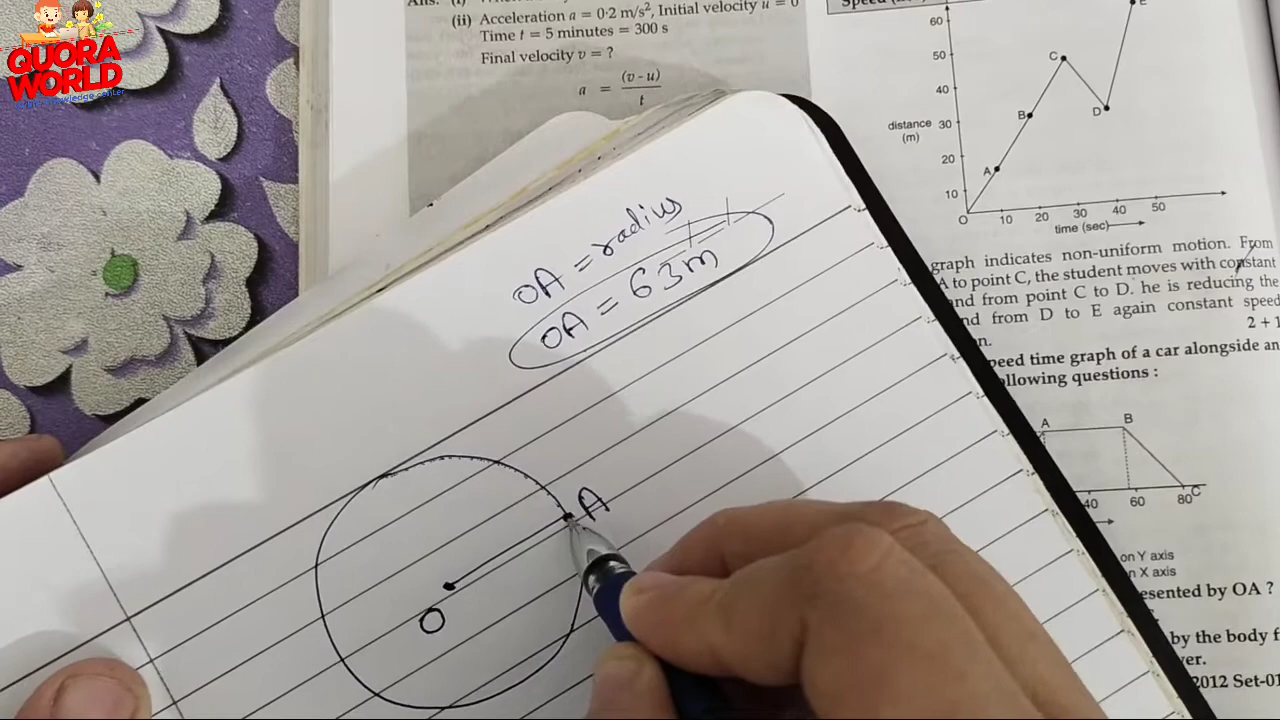 QUORA
WORLD
(ii) Acceleration a = 0·2 m/s², Initial velocity u = 0
Time t = 5 minutes = 300 s
Final velocity v = ?
a = (v - u)
t
OA = radius
OA = 63m
A
O
60
50
40
30
20
10
distance
(m)
A
B
C
D
E
O
10 20 30 40 50
time (sec)
graph indicates non-uniform motion. From
A to point C, the student moves with constant
and from point C to D. he is reducing the
nd from D to E again constant speed
n.
2 + 1
peed time graph of a car alongside an
ollowing questions :
A B
40 60 80 C
on Y axis
n X axis
esented by OA ?
by the body f
ver.
2012 Set-01